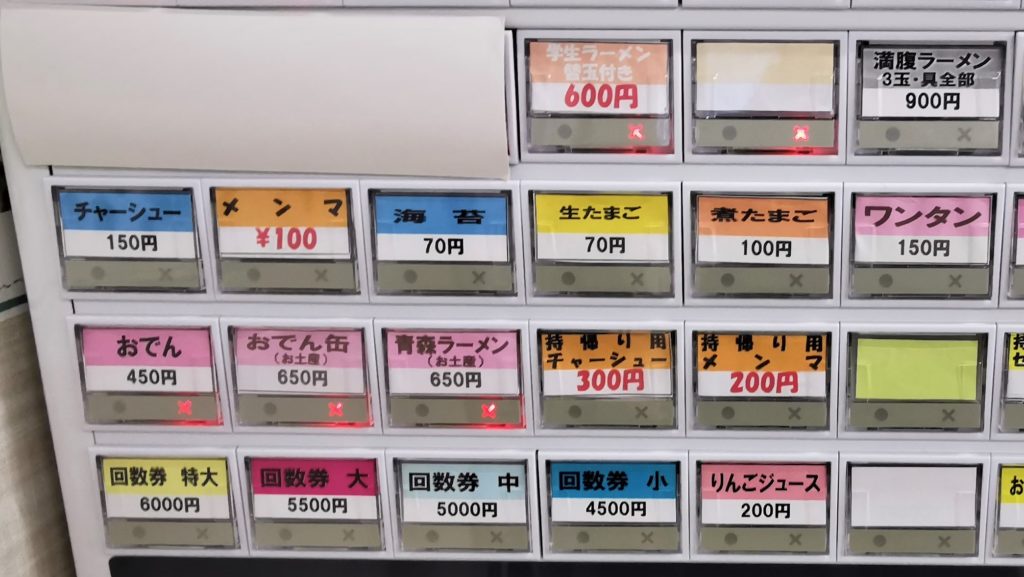 学生ラーメン
替玉付き
600円
満腹ラーメン
3玉・具全部
900円
チャーシュー
150円
メンマ
¥100
海苔
70円
生たまご
70円
煮たまご
100円
ワンタン
150円
おでん
450円
おでん缶
(お土産)
650円
青森ラーメン
(お土産)
650円
持帰り用
チャーシュー
300円
持帰り用
メンマ
200円
回数券 特大
6000円
回数券 大
5500円
回数券 中
5000円
回数券 小
4500円
りんごジュース
200円